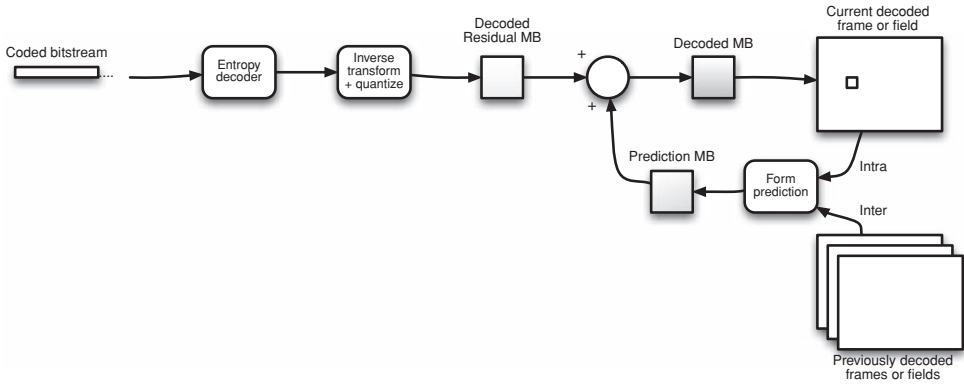 Coded bitstream
....
Entropy
decoder
Inverse
transform
+ quantize
Decoded
Residual MB
+
+
Decoded MB
Current decoded
frame or field
Prediction MB
Form
prediction
Intra
Inter
Previously decoded
frames or fields